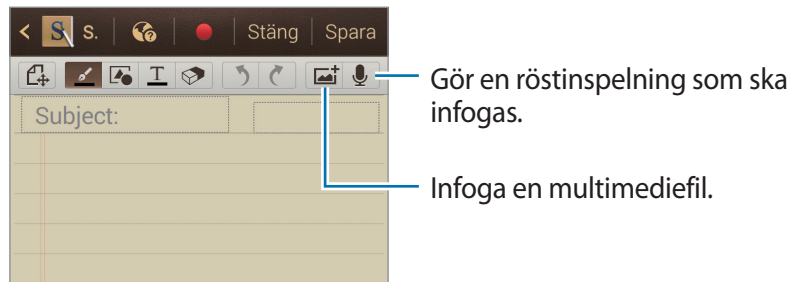 S.
Stäng
Spara
T
Subject:
Gör en röstinspelning som ska
infogas.
Infoga en multimediefil.